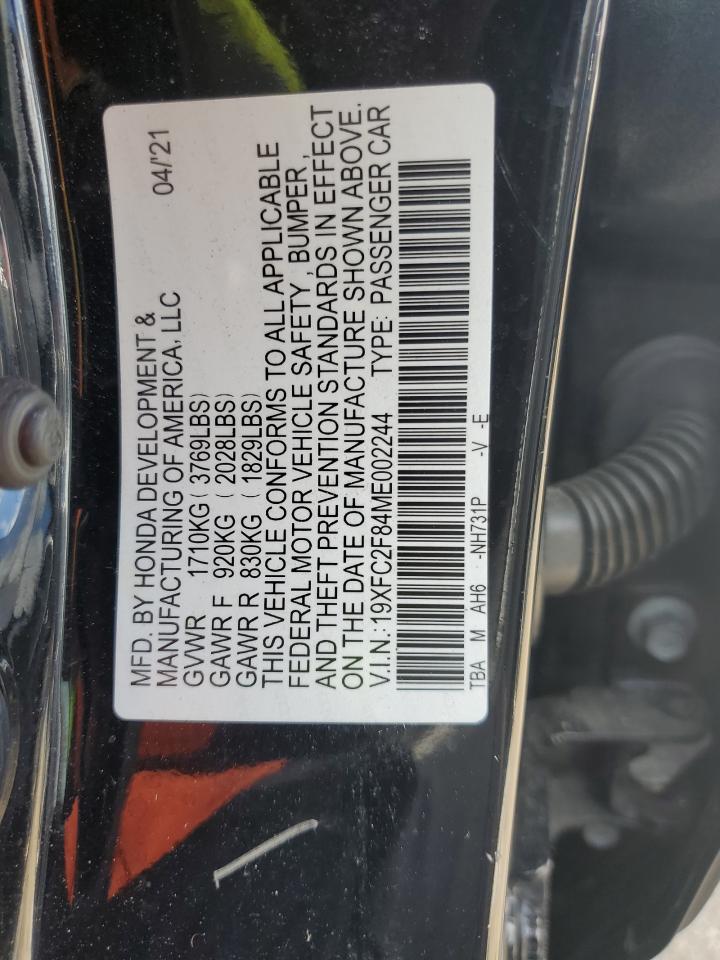 MFD. BY HONDA DEVELOPMENT & 04/'21
MANUFACTURING OF AMERICA, LLC
GVWR 1710KG ( 3769LBS)
GAWR F 920KG ( 2028LBS)
GAWR R 830KG ( 1829LBS)
THIS VEHICLE CONFORMS TO ALL APPLICABLE
FEDERAL MOTOR VEHICLE SAFETY, BUMPER,
AND THEFT PREVENTION STANDARDS IN EFFECT
ON THE DATE OF MANUFACTURE SHOWN ABOVE.
V.I.N.: 19XFC2F84ME002244 TYPE: PASSENGER CAR
TBA M AH6 -NH731P -V -E